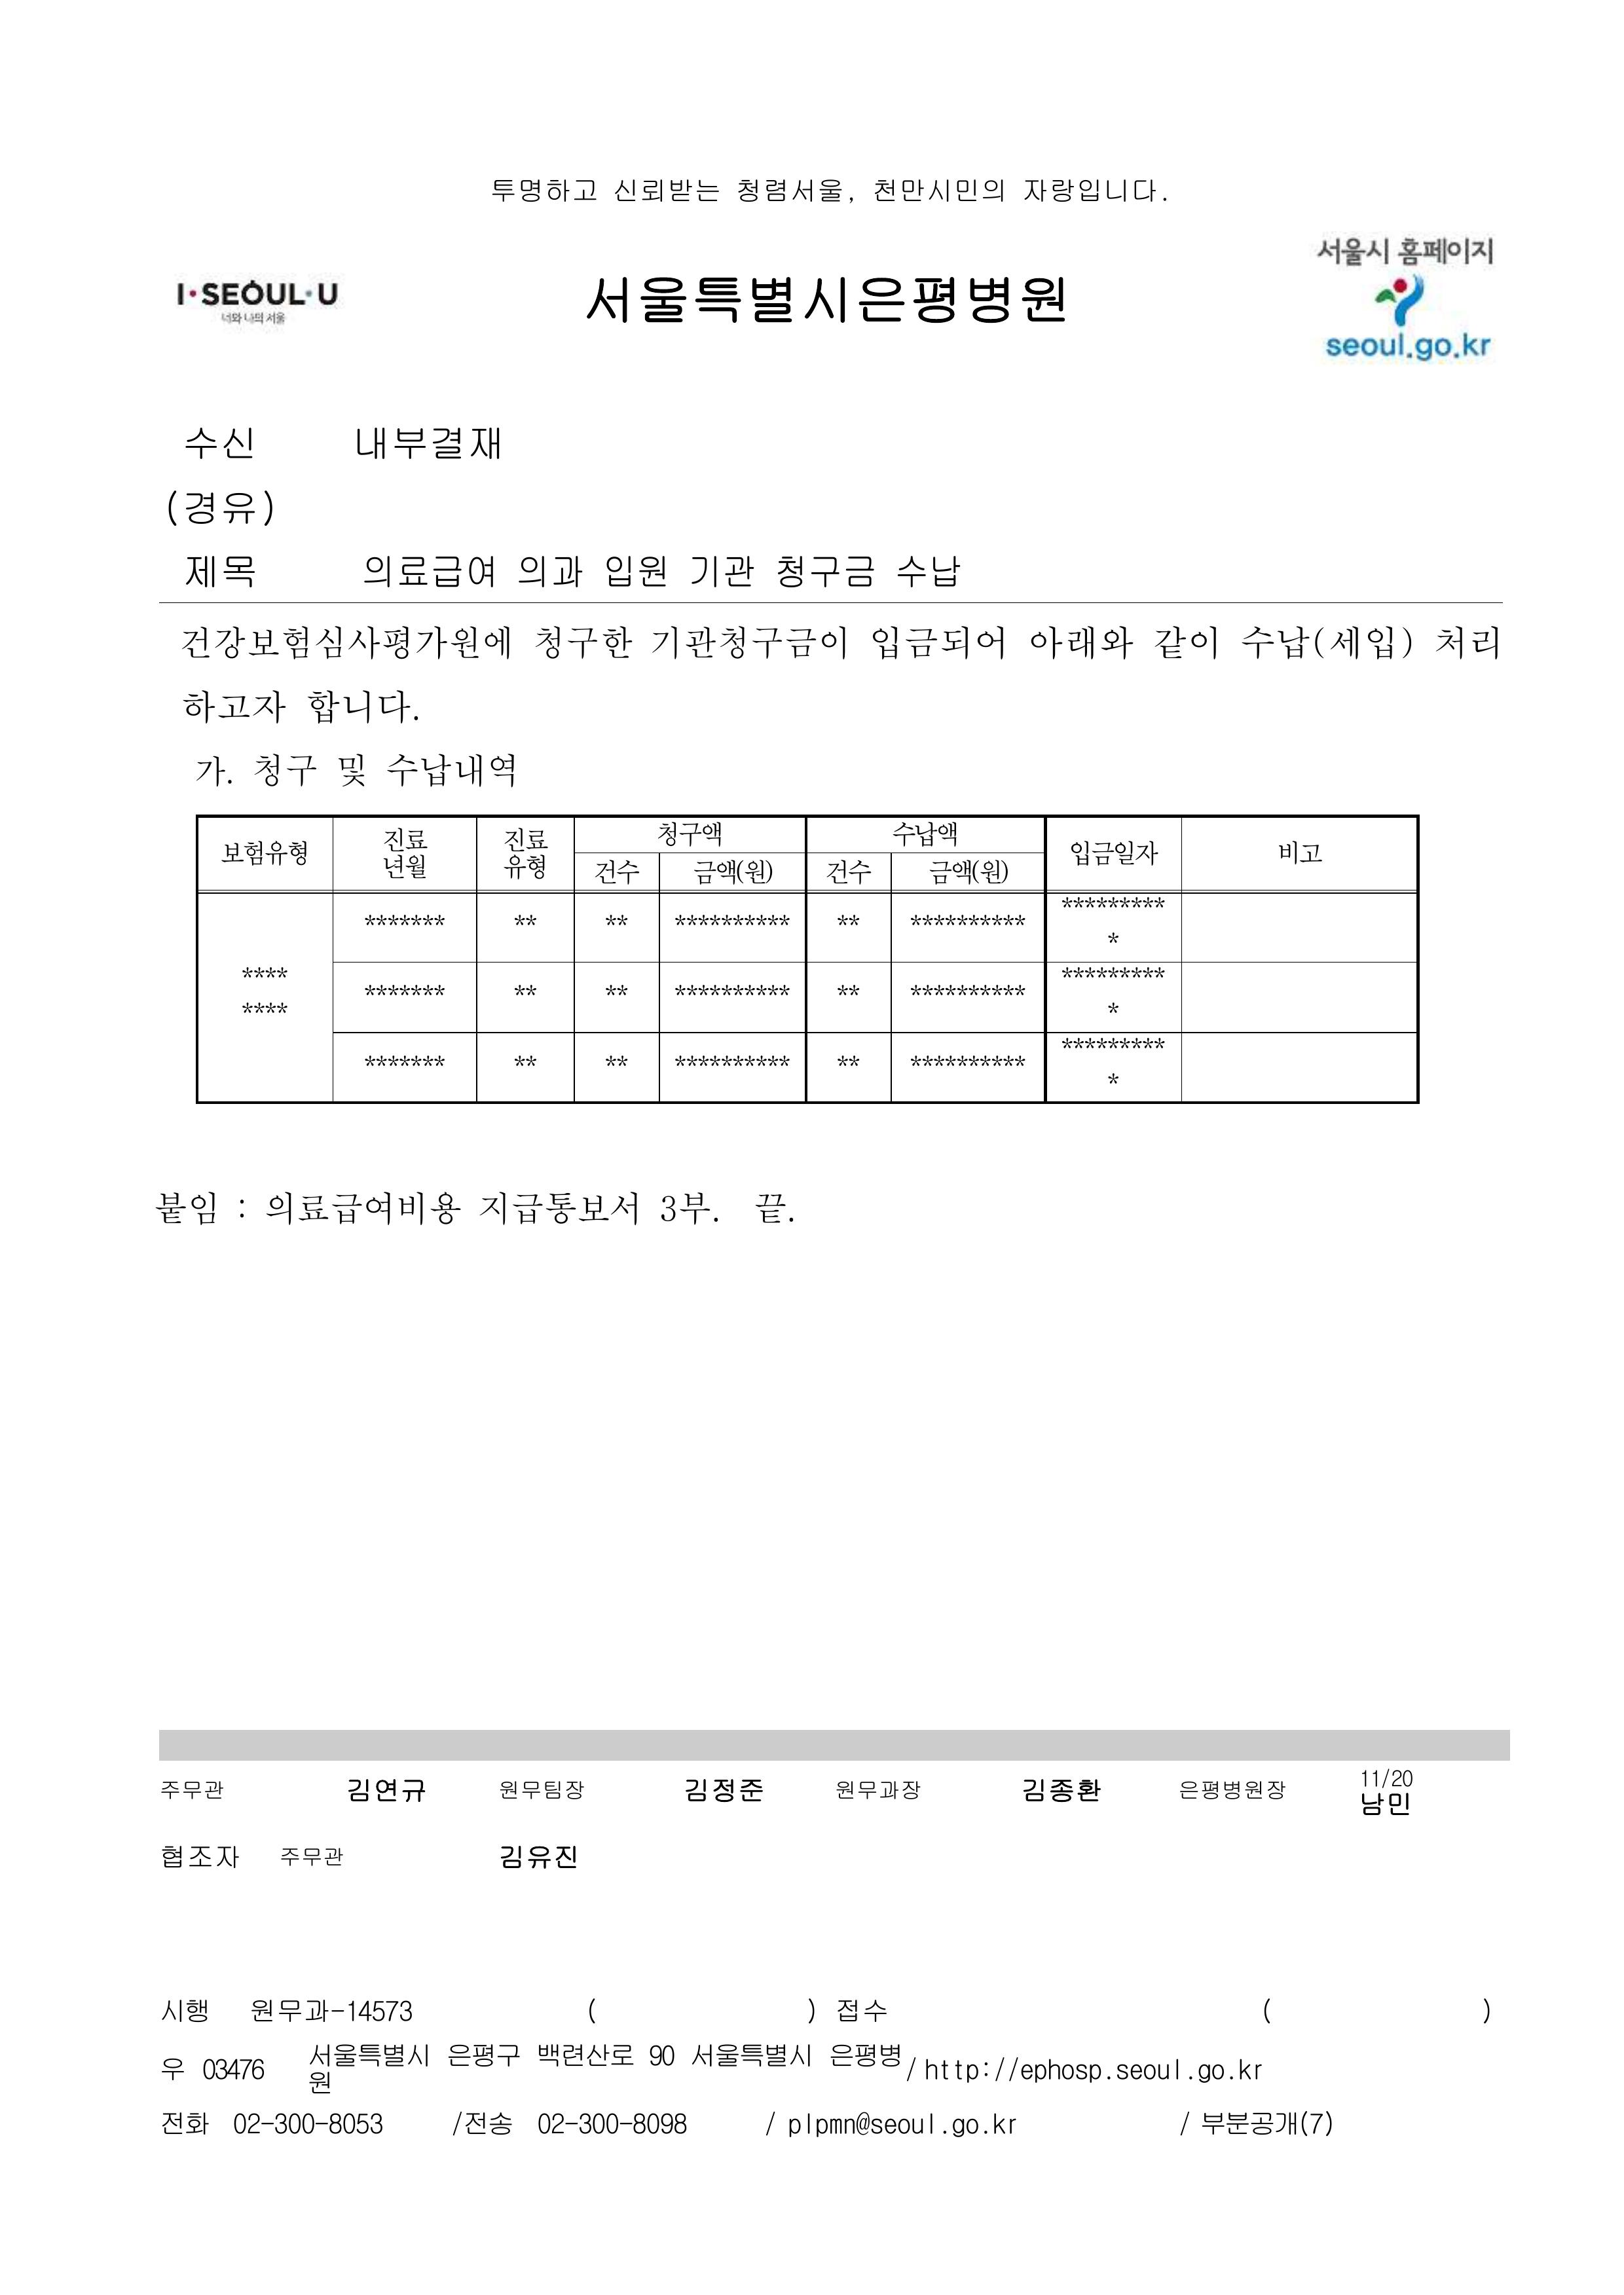 투명하고 신뢰받는 청렴서울, 천만시민의 자랑입니다.
I·SEOUL·U
너와 나의 서울
서울특별시은평병원
서울시 홈페이지
seoul.go.kr
수신 내부결재
(경유)
제목 의료급여 의과 입원 기관 청구금 수납
건강보험심사평가원에 청구한 기관청구금이 입금되어 아래와 같이 수납(세입) 처리
하고자 합니다.
가. 청구 및 수납내역
보험유형 진료 년월 진료 유형 청구액 수납액 입금일자 비고
건수 금액(원) 건수 금액(원)
**** **** ******* ** ** ********** ** ********** ********* *
******* ** ** ********** ** ********** ********* *
******* ** ** ********** ** ********** ********* *
붙임 : 의료급여비용 지급통보서 3부. 끝.
주무관 김연규 원무팀장 김정준 원무과장 김종환 은평병원장 11/20 남민
협조자 주무관 김유진
시행 원무과-14573 ( ) 접수 ( )
우 03476 서울특별시 은평구 백련산로 90 서울특별시 은평병
원 / http://ephosp.seoul.go.kr
전화 02-300-8053 /전송 02-300-8098 / plpmn@seoul.go.kr / 부분공개(7)